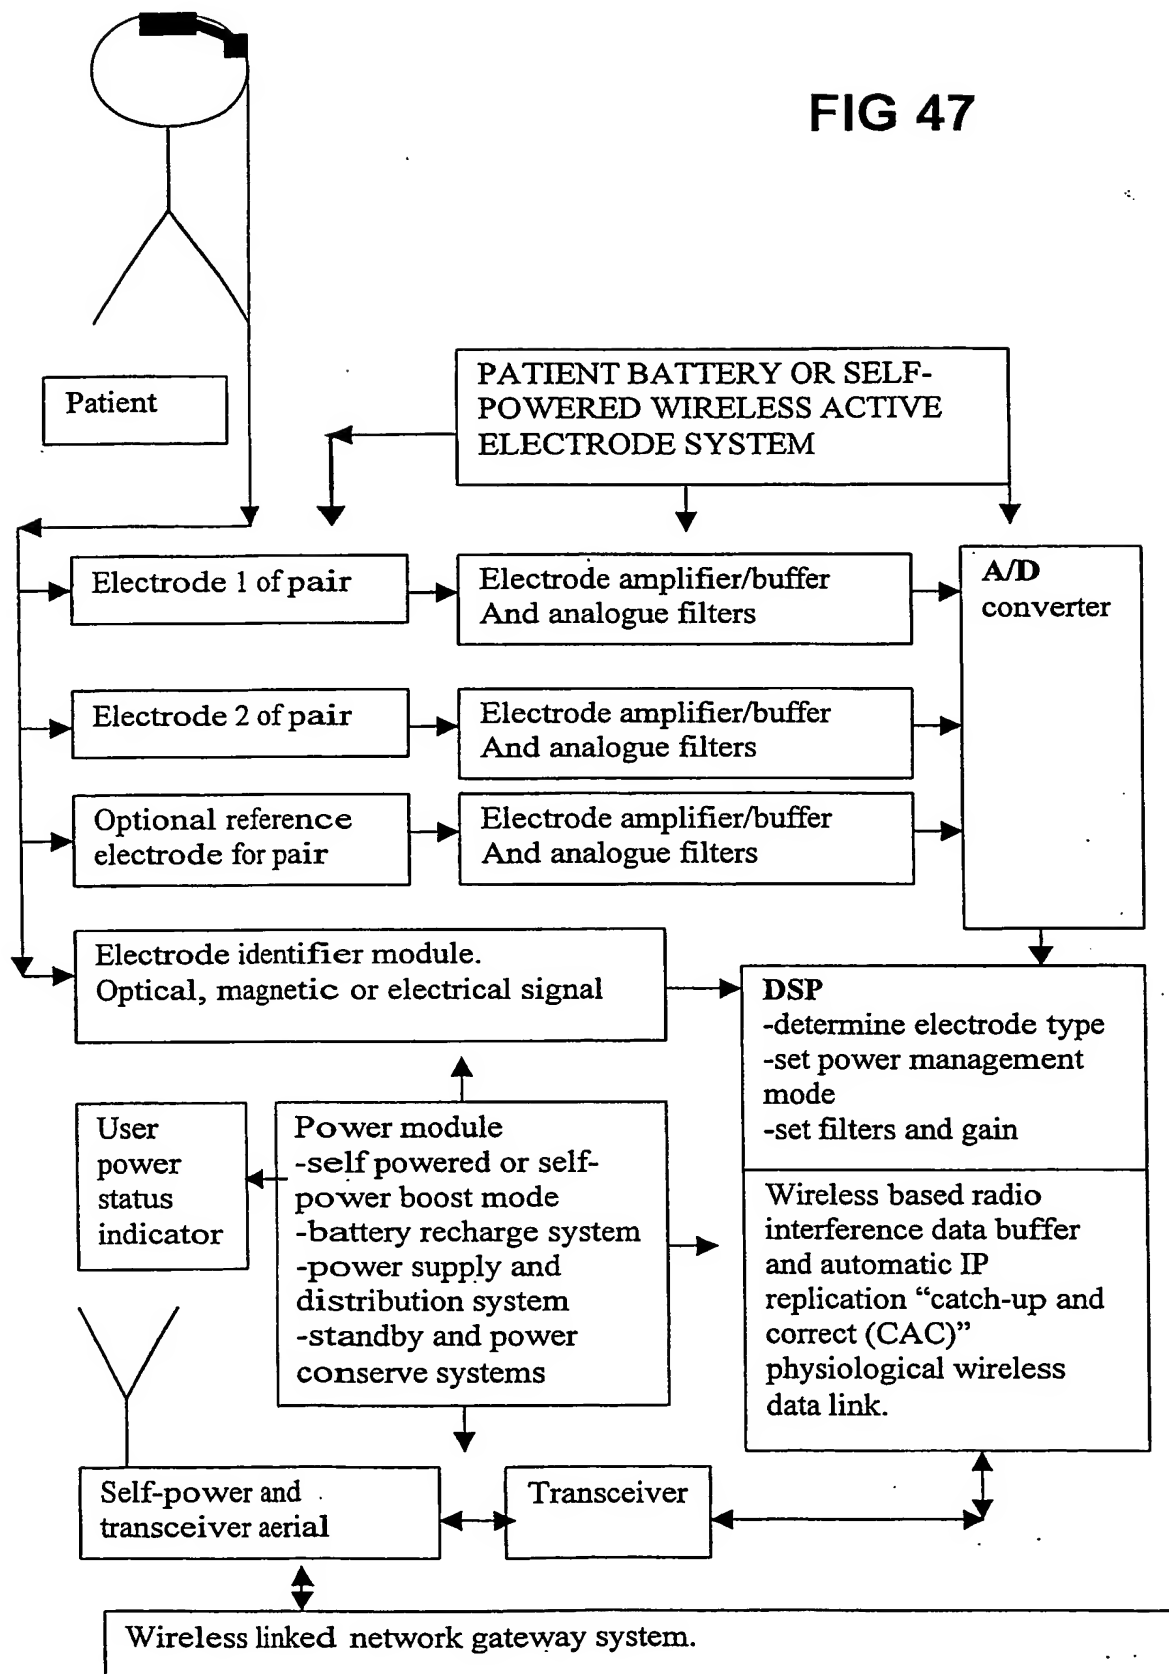 FIG 47
PATIENT BATTERY OR SELF-
POWERED WIRELESS ACTIVE
ELECTRODE SYSTEM
Patient
Electrode 1 of pair
Electrode amplifier/buffer
And analogue filters
A/D
converter
Electrode 2 of pair
Electrode amplifier/buffer
And analogue filters
Optional reference
electrode for pair
Electrode amplifier/buffer
And analogue filters
Electrode identifier module.
Optical, magnetic or electrical signal
DSP
-determine electrode type
-set power management
mode
-set filters and gain
User
power
status
indicator
Power module
-self powered or self-
power boost mode
-battery recharge system
-power supply and
distribution system
-standby and power
conserve systems
Wireless based radio
interference data buffer
and automatic IP
replication “catch-up and
correct (CAC)”
physiological wireless
data link.
Self-power and
transceiver aerial
Transceiver
Wireless linked network gateway system.